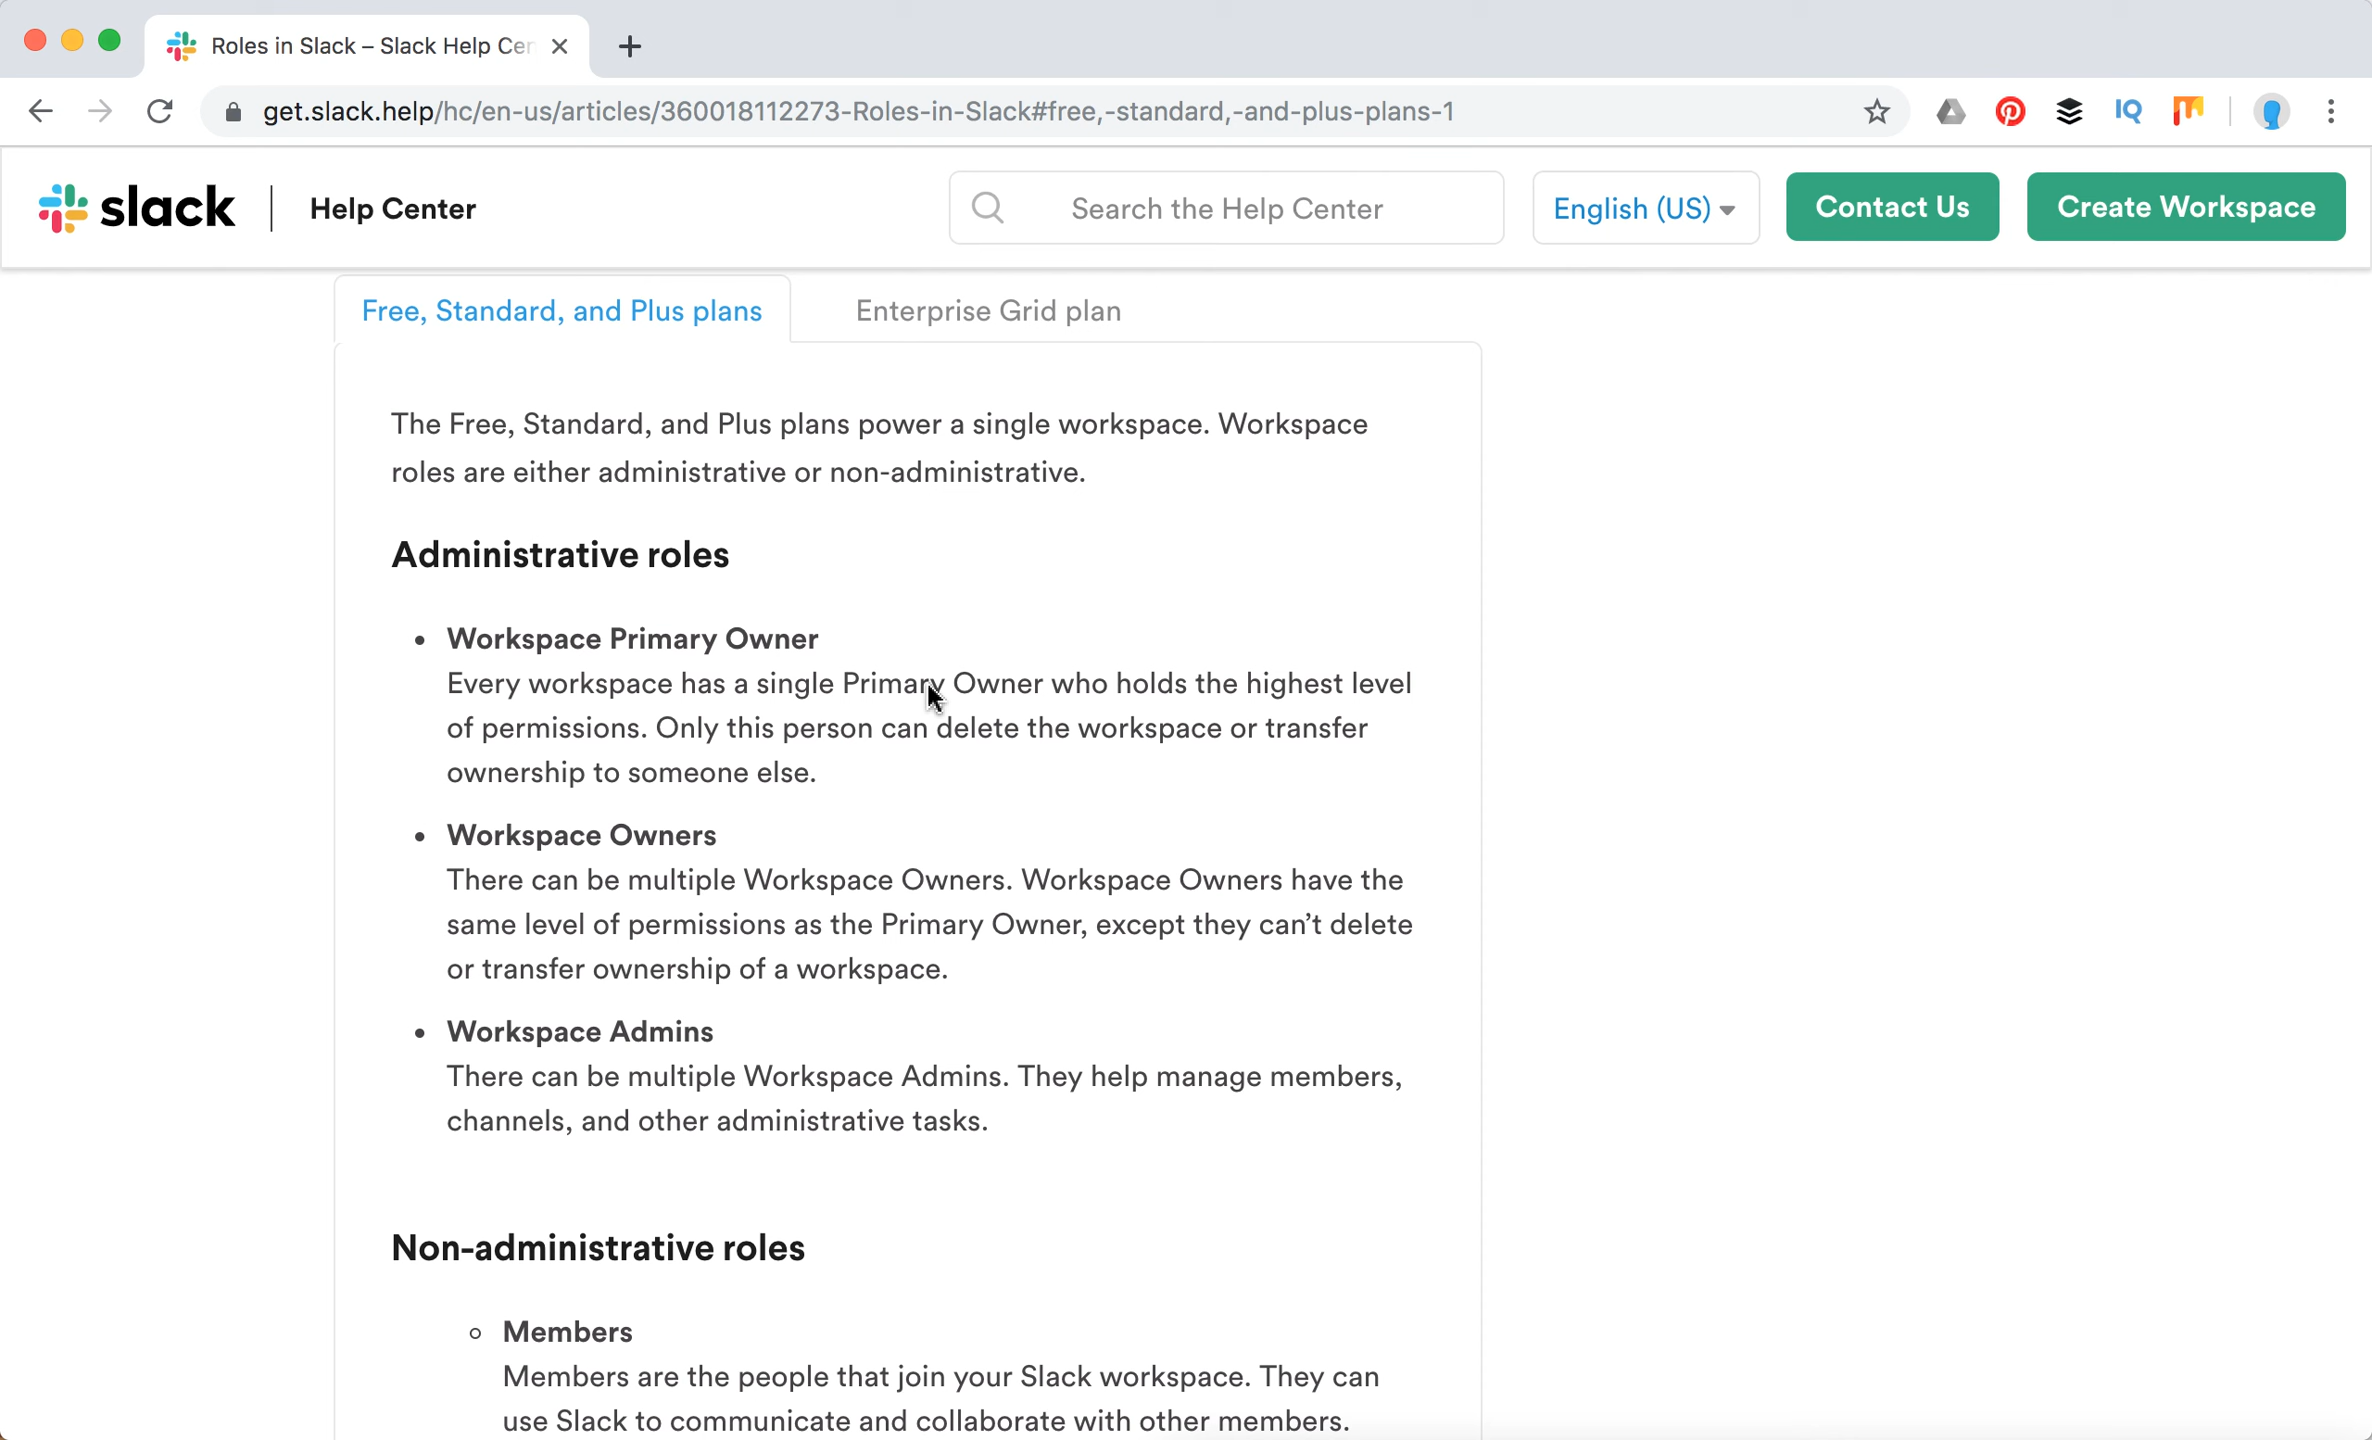 Roles in Slack – Slack Help Cen
get.slack.help/hc/en-us/articles/360018112273-Roles-in-Slack#free,-standard,-and-plus-plans-1
IQ
slack
Help Center
Search the Help Center
English (US)
Contact Us
Create Workspace
Free, Standard, and Plus plans
Enterprise Grid plan
The Free, Standard, and Plus plans power a single workspace. Workspace
roles are either administrative or non-administrative.
Administrative roles
• Workspace Primary Owner
Every workspace has a single Primary Owner who holds the highest level
of permissions. Only this person can delete the workspace or transfer
ownership to someone else.
• Workspace Owners
There can be multiple Workspace Owners. Workspace Owners have the
same level of permissions as the Primary Owner, except they can’t delete
or transfer ownership of a workspace.
• Workspace Admins
There can be multiple Workspace Admins. They help manage members,
channels, and other administrative tasks.
Non-administrative roles
Members
Members are the people that join your Slack workspace. They can
use Slack to communicate and collaborate with other members.